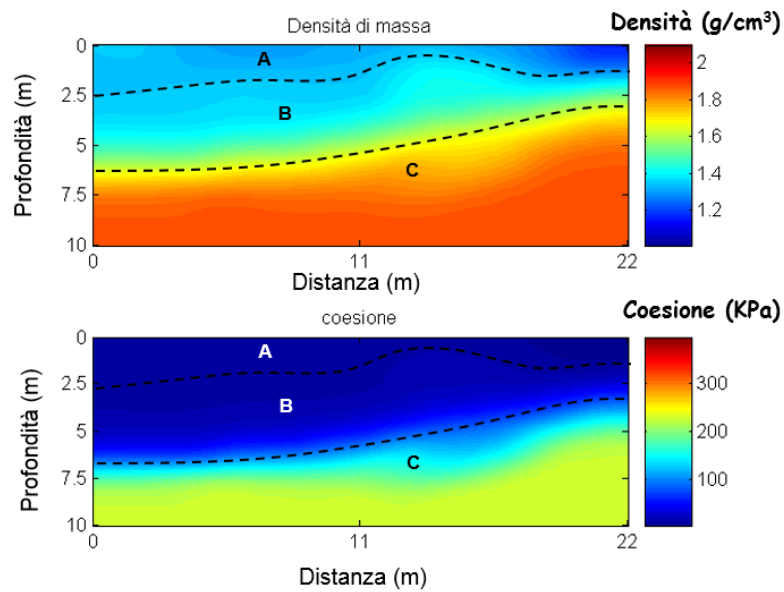 Densità di massa
Densità (g/cm³)
Profondità (m)
0
2.5
5
7.5
10
A
B
C
0
11
22
Distanza (m)
2
1.8
1.6
1.4
1.2
coesione
Coesione (KPa)
Profondità (m)
0
2.5
5
7.5
10
A
B
C
0
11
22
Distanza (m)
300
200
100